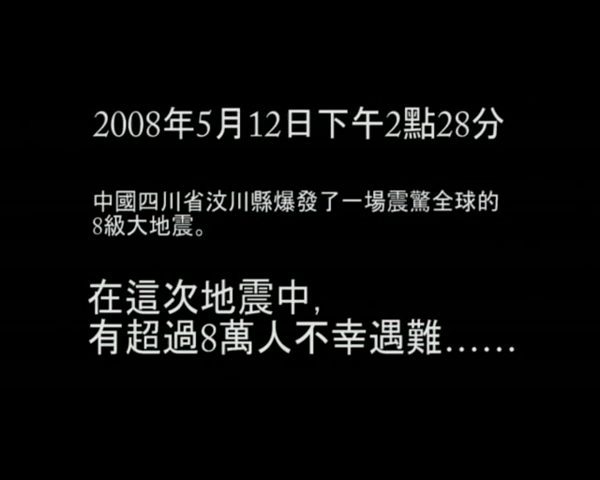 2008年5月12日下午2點28分
中國四川省汶川縣爆發了一場震驚全球的
8級大地震。
在這次地震中,
有超過8萬人不幸遇難……